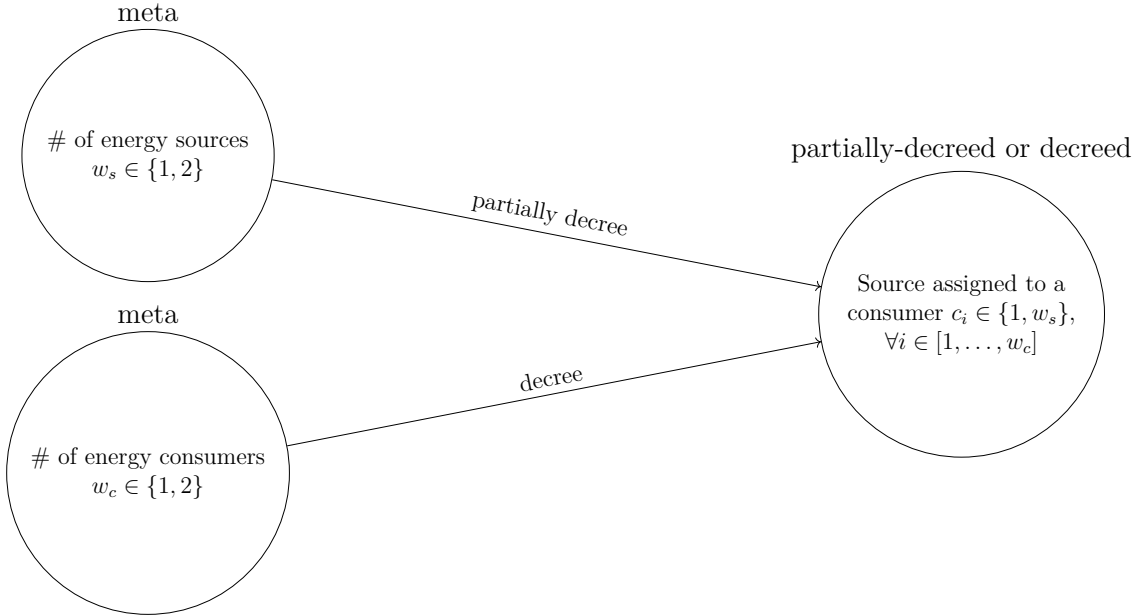 meta
# of energy sources
w_s ∈ {1, 2}
partially decree
partially-decreed or decreed
Source assigned to a
consumer c_i ∈ {1, w_s},
∀i ∈ [1, . . . , w_c]
meta
# of energy consumers
w_c ∈ {1, 2}
decree